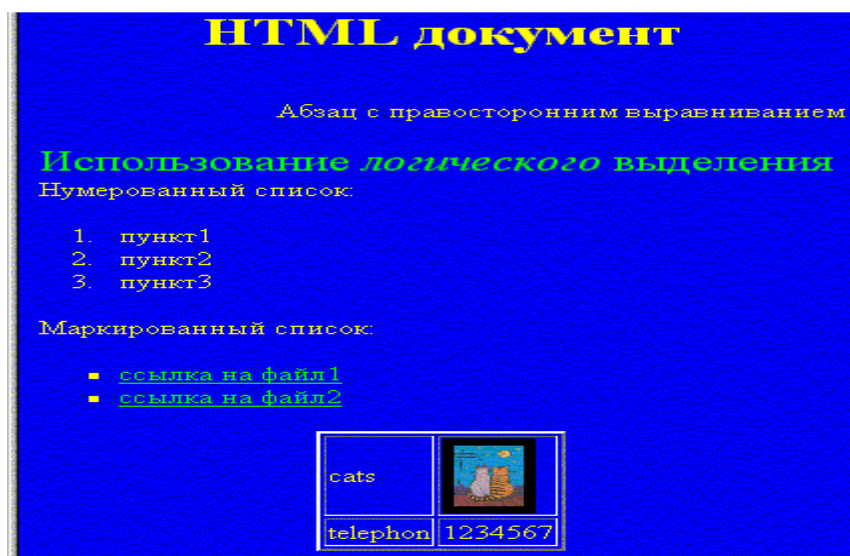 HTML документ
Абзац с правосторонним выравниванием
Использование логического выделения
Нумерованный список:
1. пункт1
2. пункт2
3. пункт3
Маркированный список:
ссылка на файл1
ссылка на файл2
cats
telephon 1234567